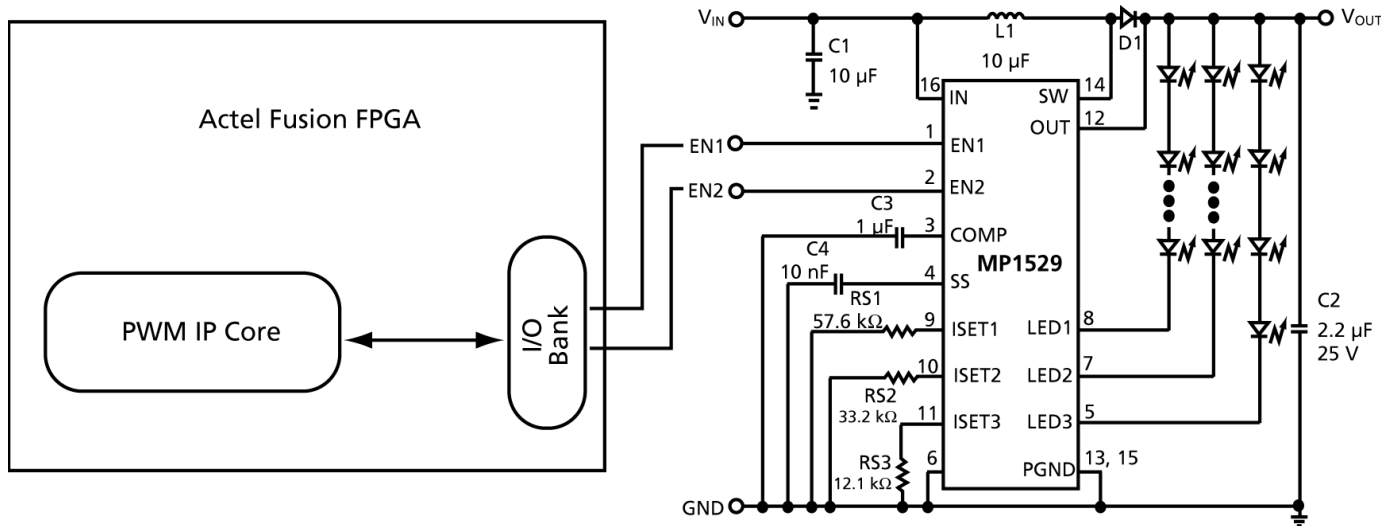 Actel Fusion FPGA
PWM IP Core
I/O
Bank
VIN
VOUT
C1
10 µF
L1
10 µF
D1
16
IN
SW
14
OUT
12
EN1
1
EN1
EN2
2
EN2
C3
1 µF
3
COMP
MP1529
C4
10 nF
4
SS
RS1
57.6 kΩ
9
ISET1
LED1
8
10
ISET2
LED2
7
RS2
33.2 kΩ
11
ISET3
LED3
5
RS3
12.1 kΩ
6
PGND
13, 15
C2
2.2 µF
25 V
GND